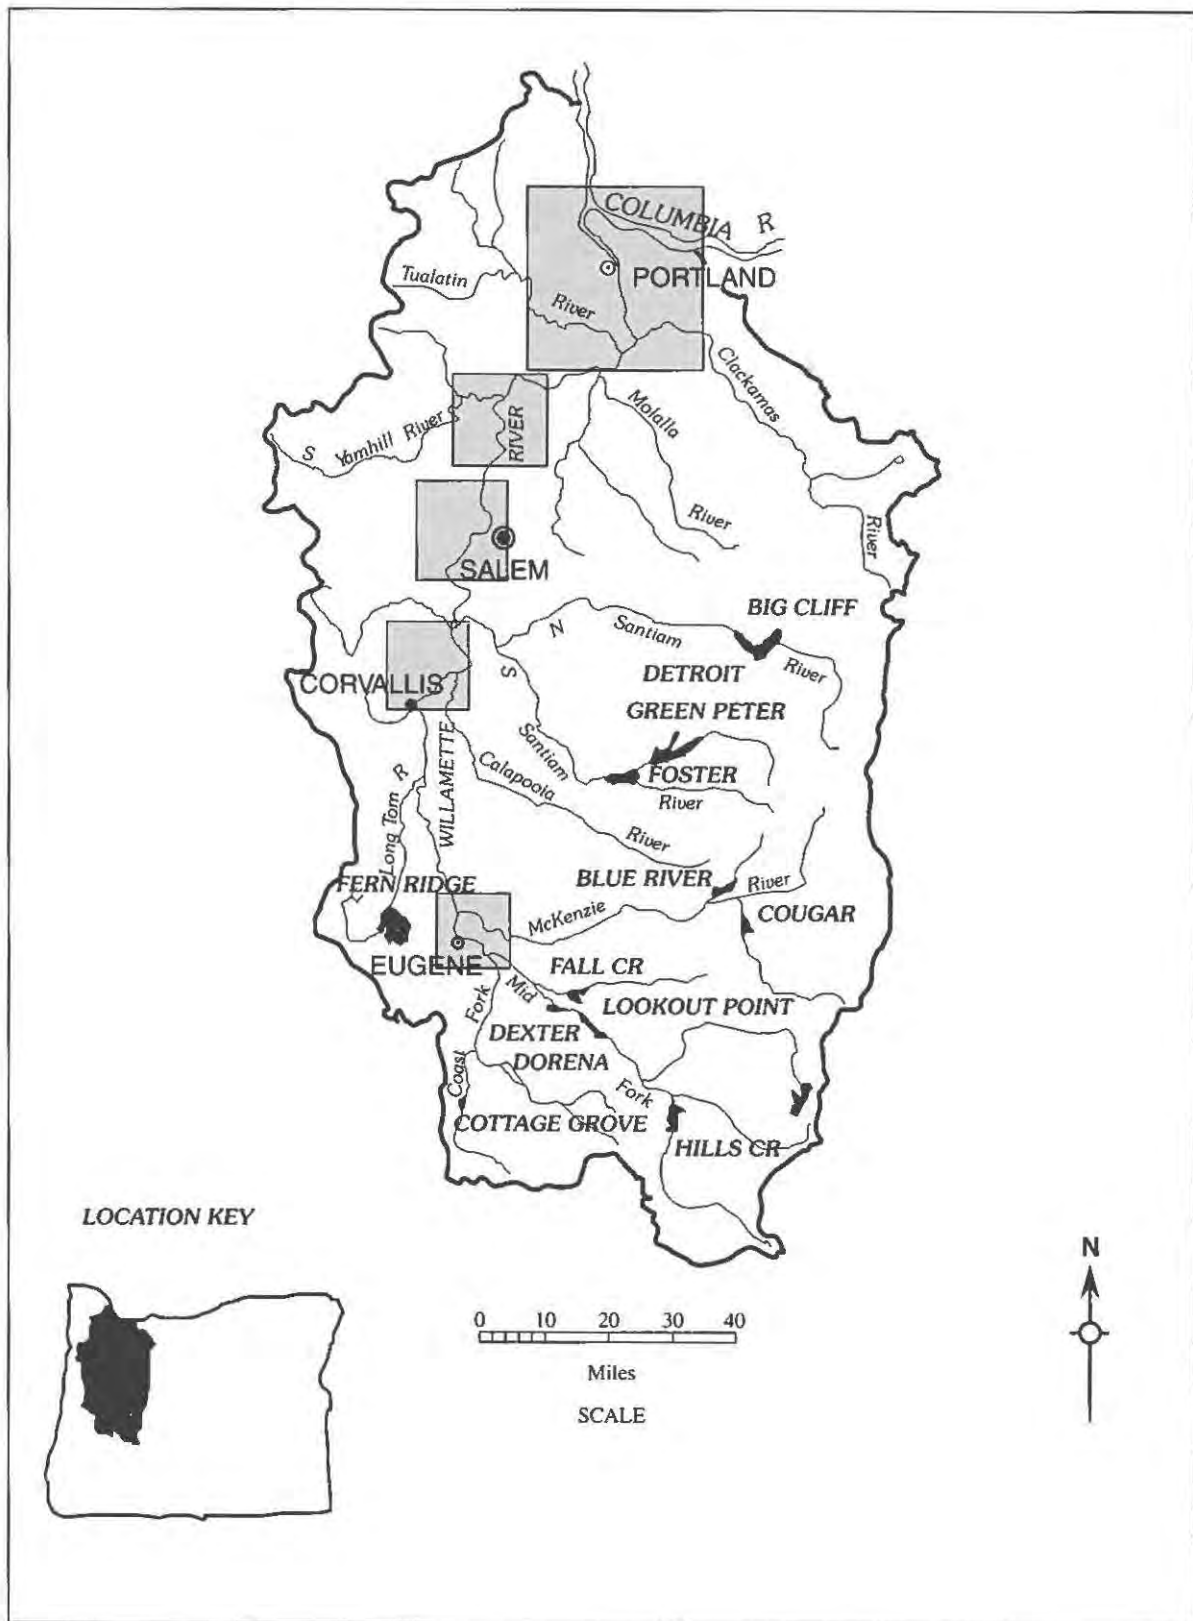 COLUMBIA R
PORTLAND
Tualatin
River
Clackamas
River
Molalla
River
S Yamhill River
RIVER
SALEM
BIG CLIFF
N Santiam River
DETROIT
CORVALLIS
GREEN PETER
S Santiam
FOSTER
River
WILLAMETTE
Calapooia
River
Long Tom R
BLUE RIVER
River
FERN RIDGE
McKenzie
COUGAR
EUGENE
FALL CR
Mid
LOOKOUT POINT
Fork
DEXTER
DORENA
Coast
Fork
COTTAGE GROVE
HILLS CR
LOCATION KEY
N
0 10 20 30 40
Miles
SCALE